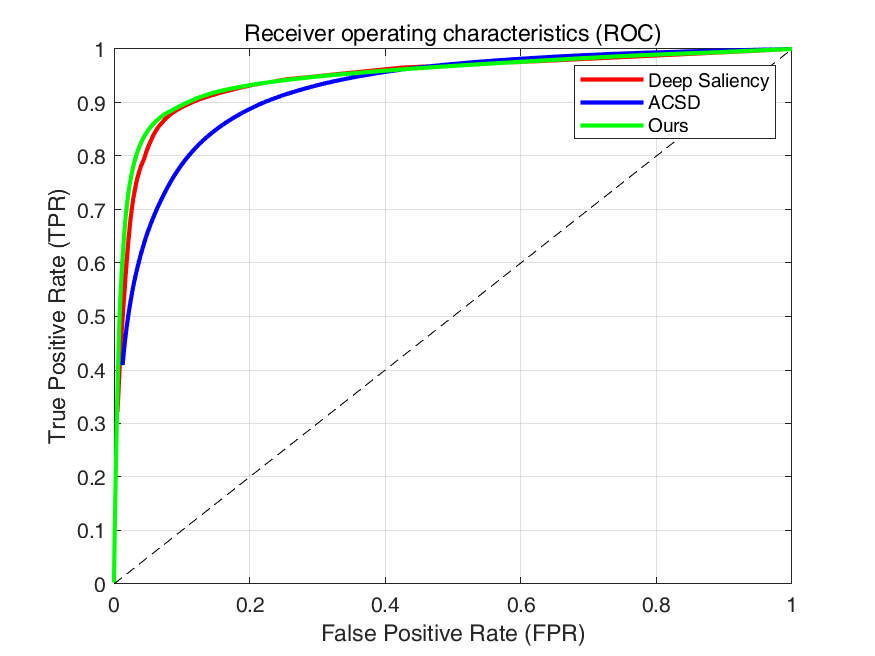 Receiver operating characteristics (ROC)
1
0.9
0.8
0.7
0.6
0.5
0.4
0.3
0.2
0.1
0
True Positive Rate (TPR)
Deep Saliency
ACSD
Ours
0
0.2
0.4
0.6
0.8
1
False Positive Rate (FPR)